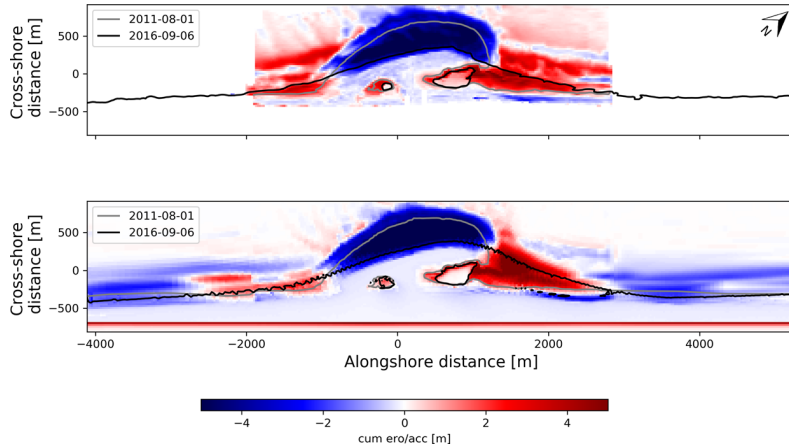 2011-08-01
2016-09-06
N
Cross-shore
distance [m]
500
0
−500
2011-08-01
2016-09-06
Cross-shore
distance [m]
500
0
−500
−4000
−2000
0
2000
4000
Alongshore distance [m]
−4
−2
0
2
4
cum ero/acc [m]